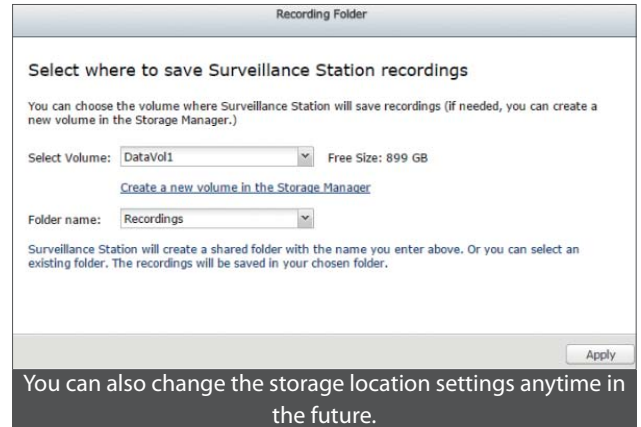 Recording Folder
Select where to save Surveillance Station recordings
You can choose the volume where Surveillance Station will save recordings (if needed, you can create a
new volume in the Storage Manager.)
Select Volume: DataVol1 Free Size: 899 GB
Create a new volume in the Storage Manager
Folder name: Recordings
Surveillance Station will create a shared folder with the name you enter above. Or you can select an
existing folder. The recordings will be saved in your chosen folder.
Apply
You can also change the storage location settings anytime in
the future.